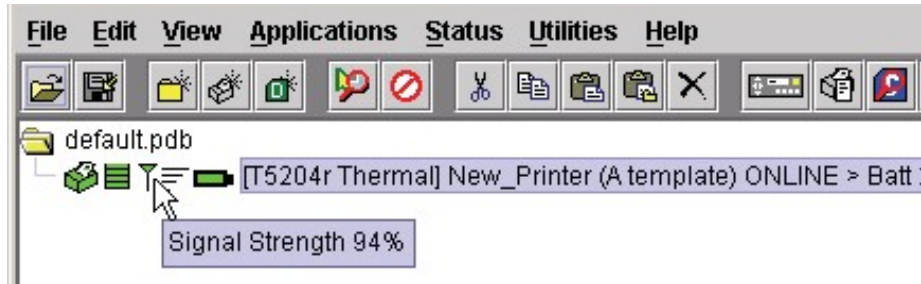 File Edit View Applications Status Utilities Help
default.pdb
[T5204r Thermal] New_Printer (A template) ONLINE > Batt
Signal Strength 94%